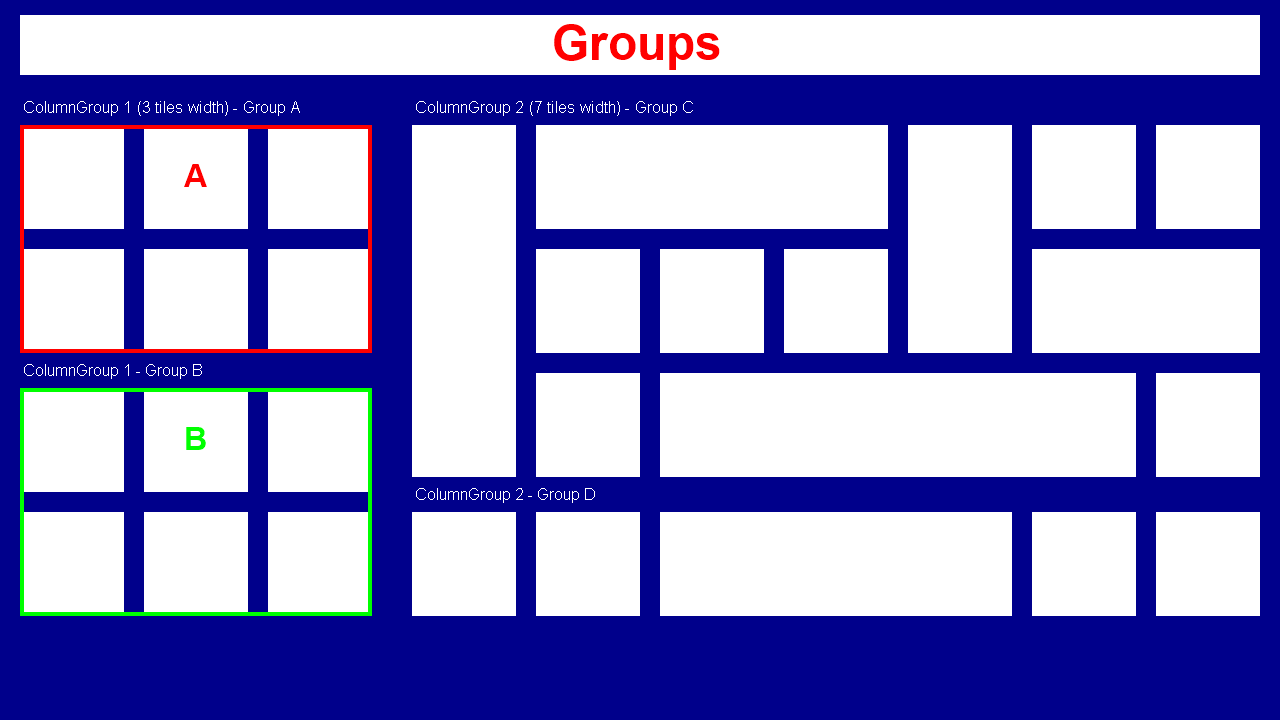 Groups
ColumnGroup 1 (3 tiles width) - Group A
A
ColumnGroup 1 - Group B
B
ColumnGroup 2 (7 tiles width) - Group C
ColumnGroup 2 - Group D